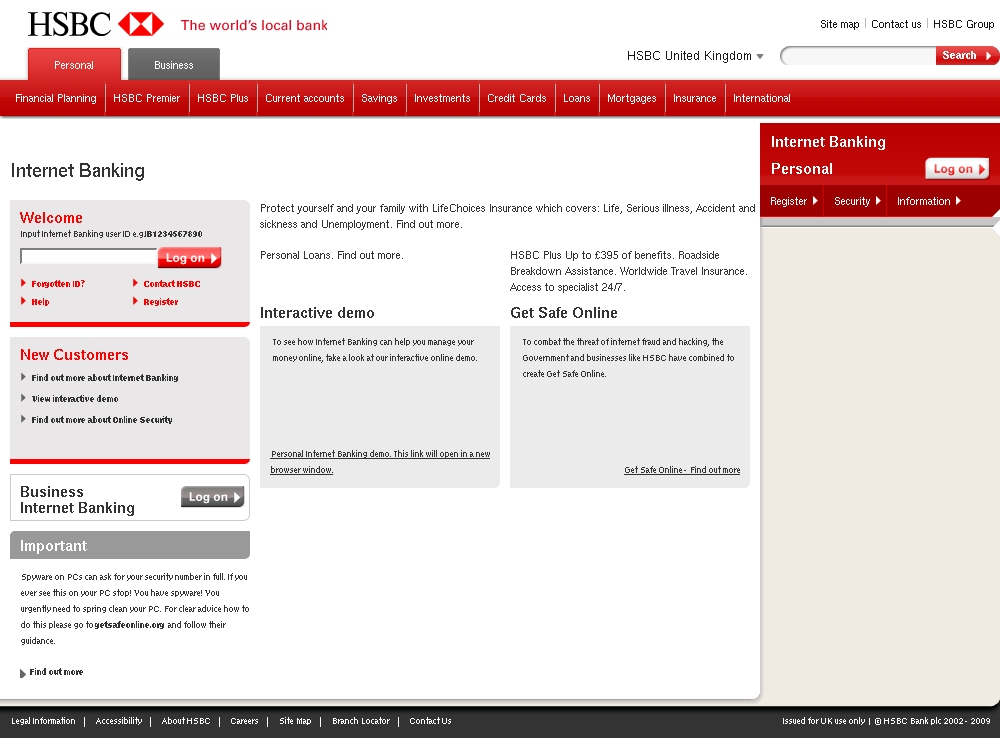 HSBC The world's local bank
Site map Contact us HSBC Group
Personal Business
HSBC United Kingdom
Search
Financial Planning HSBC Premier HSBC Plus Current accounts Savings Investments Credit Cards Loans Mortgages Insurance International
Internet Banking
Personal
Log on
Register Security Information
Internet Banking
Welcome
Input Internet Banking user ID e.g.IB1234567890
Log on
Forgotten ID? Contact HSBC
Help Register
New Customers
Find out more about Internet Banking
View interactive demo
Find out more about Online Security
Business
Internet Banking
Log on
Important
Spyware on PCs can ask for your security number in full. If you
ever see this on your PC stop! You have spyware! You
urgently need to spring clean your PC. For clear advice how to
do this please go to getsafeonline.org and follow their
guidance.
Find out more
Protect yourself and your family with LifeChoices Insurance which covers: Life, Serious illness, Accident and
sickness and Unemployment. Find out more.
Personal Loans. Find out more.
HSBC Plus Up to £395 of benefits. Roadside
Breakdown Assistance. Worldwide Travel Insurance.
Access to specialist 24/7.
Interactive demo
To see how Internet Banking can help you manage your
money online, take a look at our interactive online demo.
Personal Internet Banking demo. This link will open in a new
browser window.
Get Safe Online
To combat the threat of internet fraud and hacking, the
Government and businesses like HSBC have combined to
create Get Safe Online.
Get Safe Online - Find out more
Legal Information | Accessibility | About HSBC | Careers | Site Map | Branch Locator | Contact Us
Issued for UK use only | © HSBC Bank plc 2002 - 2009